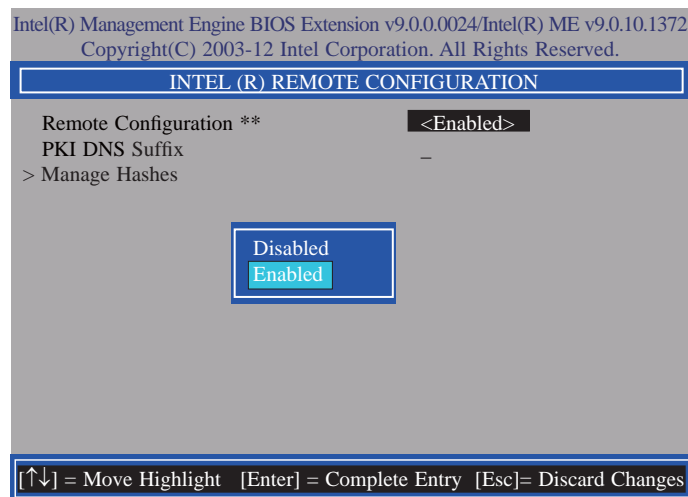 Intel(R) Management Engine BIOS Extension v9.0.0.0024/Intel(R) ME v9.0.10.1372
Copyright(C) 2003-12 Intel Corporation. All Rights Reserved.
INTEL (R) REMOTE CONFIGURATION
Remote Configuration ** <Enabled>
PKI DNS Suffix _
> Manage Hashes
Disabled
Enabled
[↑↓] = Move Highlight [Enter] = Complete Entry [Esc]= Discard Changes